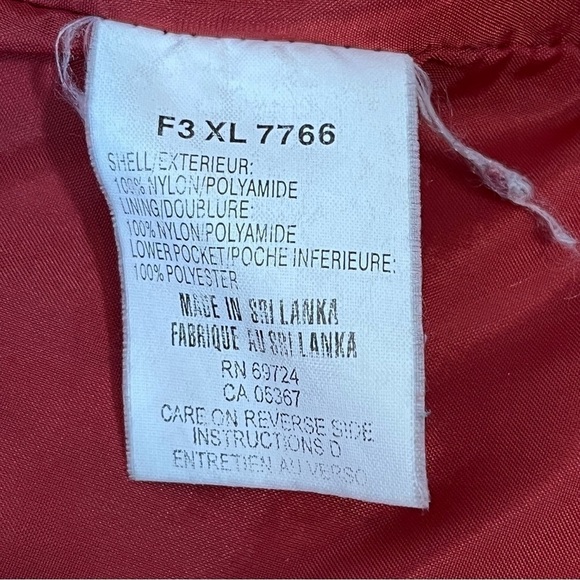 F3 XL 7766
SHELL/EXTERIEUR:
100% NYLON/POLYAMIDE
LINING/DOUBLURE:
100% NYLON/POLYAMIDE
LOWER POCKET/POCHE INFERIEURE:
100% POLYESTER
MADE IN SRI LANKA
FABRIQUE AU SRI LANKA
RN 69724
CA 05367
CARE ON REVERSE SIDE
INSTRUCTIONS D
ENTRETIEN AU VERSO